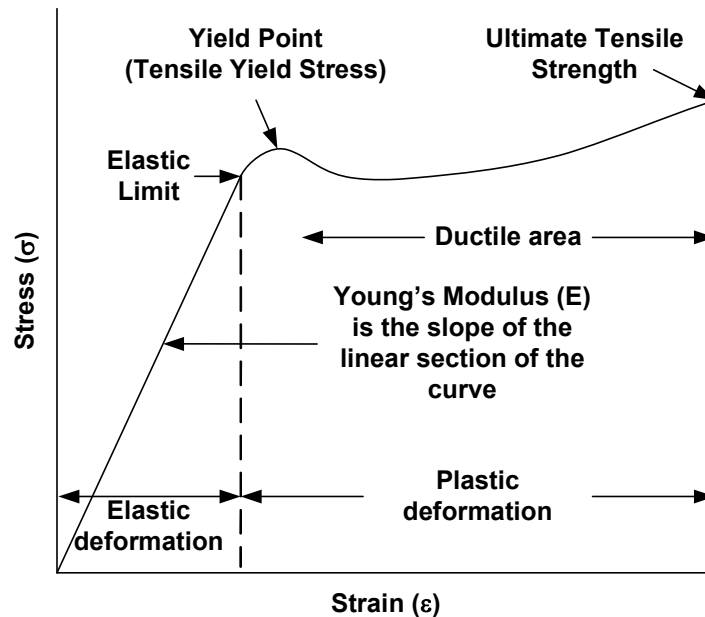 Yield Point
(Tensile Yield Stress)
Ultimate Tensile
Strength
Elastic
Limit
Ductile area
Young's Modulus (E)
is the slope of the
linear section of the
curve
Stress (σ)
Elastic
deformation
Plastic
deformation
Strain (ε)